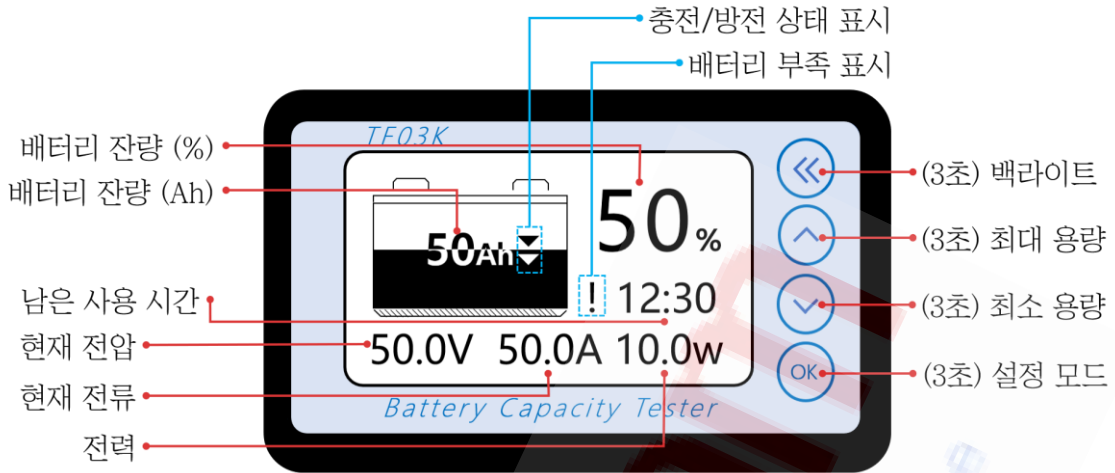 충전/방전 상태 표시
배터리 부족 표시
TF03K
배터리 잔량 (%)
배터리 잔량 (Ah)
50%
50Ah
(3초) 백라이트
(3초) 최대 용량
남은 사용 시간
! 12:30
(3초) 최소 용량
현재 전압
50.0V 50.0A 10.0w
OK
(3초) 설정 모드
현재 전류
Battery Capacity Tester
전력